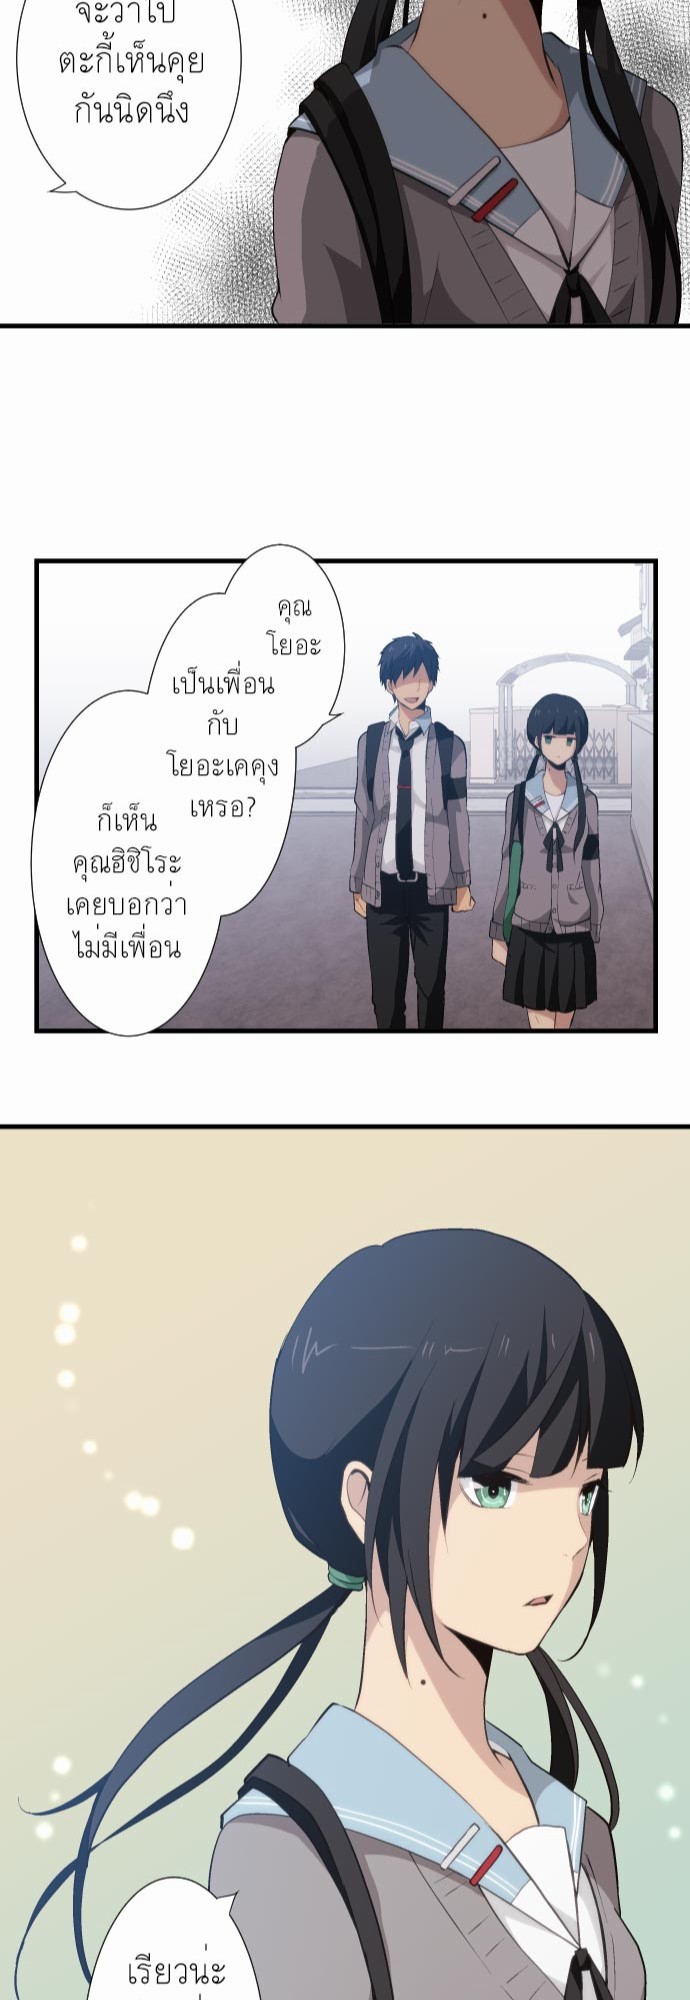 จะว่าไป
ตะกี้เห็นคุย
กันนิดนึง
คุณ
โยอะ
เป็นเพื่อน
กับ
โยอะเคคุง
เหรอ?
ก็เห็น
คุณฮิชิโระ
เคยบอกว่า
ไม่มีเพื่อน
เรียวน่ะ